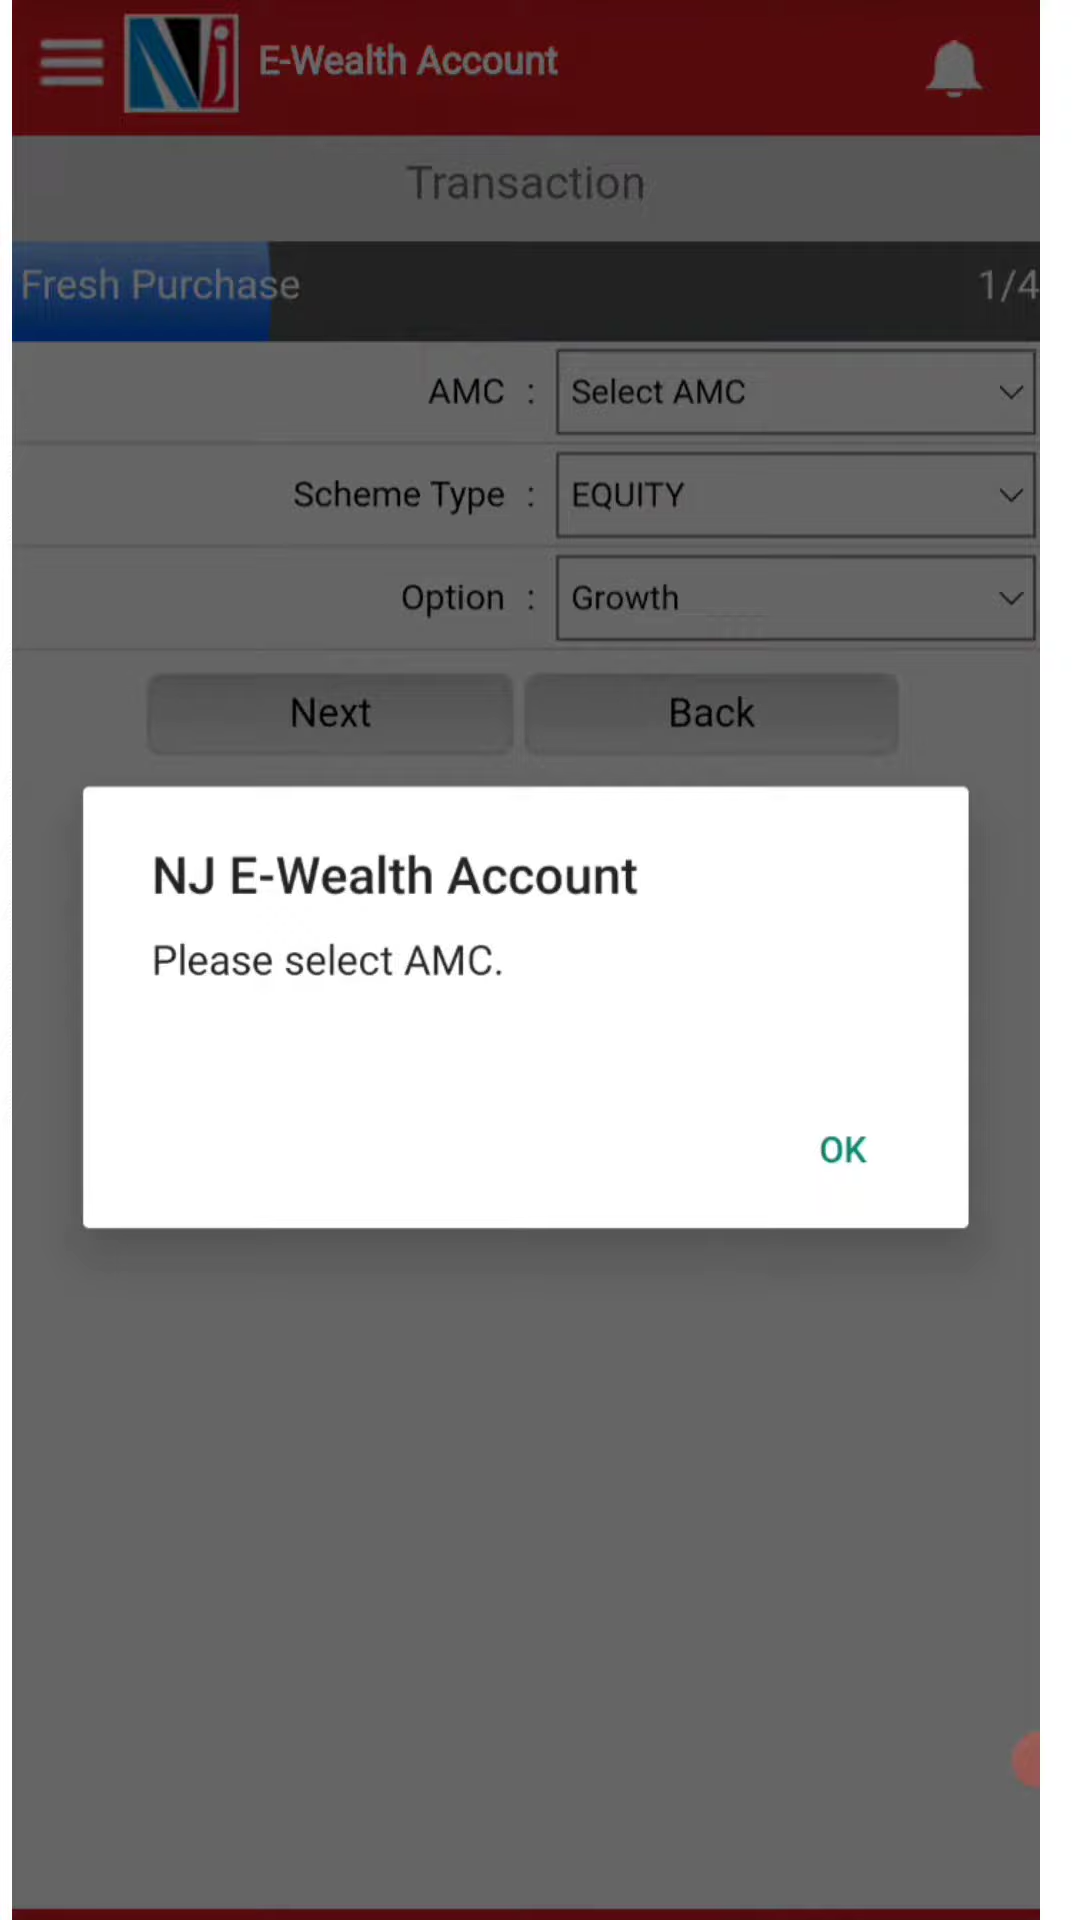 Nj E-Wealth Account
Transaction
Fresh Purchase 1/4
AMC : Select AMC
Scheme Type : EQUITY
Option : Growth
Next Back
NJ E-Wealth Account
Please select AMC.
OK